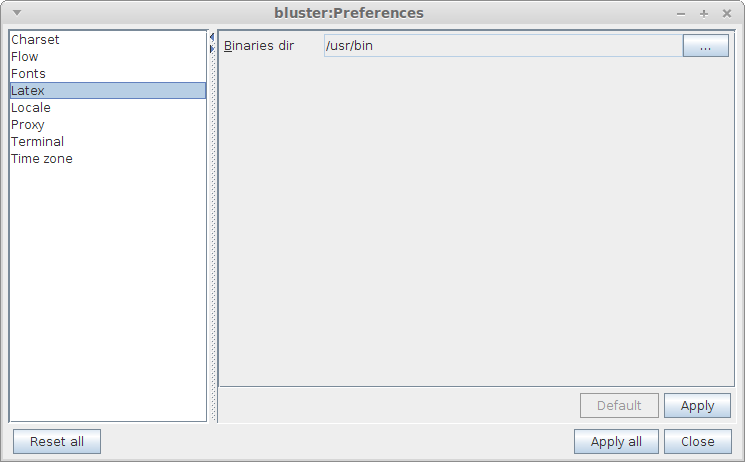 bluster:Preferences
Charset
Flow
Fonts
Latex
Locale
Proxy
Terminal
Time zone
Binaries dir /usr/bin ...
Default Apply
Reset all Apply all Close